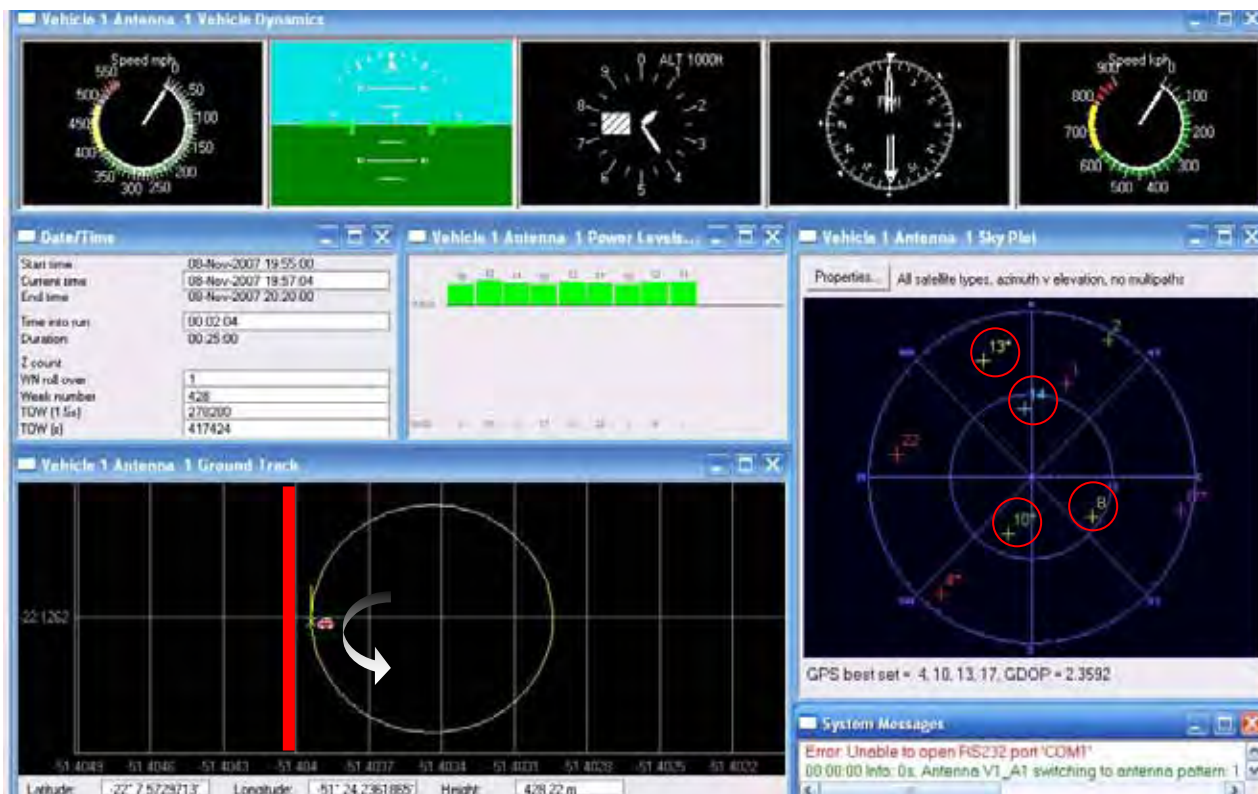 Vehicle 1 Antenna 1 Vehicle Dynamics
Speed mph
0
50
100
150
200
250
300
350
400
450
500
550
0 ALT 1000ft
1
2
3
4
5
6
7
8
9
Speed kph
0
100
200
300
400
500
600
700
800
900
Date/Time
Start time 08-Nov-2007 19:55:00
Current time 08-Nov-2007 19:57:04
End time 08-Nov-2007 20:20:00
Time into run 00:02:04
Duration 00:25:00
Z count
WN roll over 1
Week number 428
TOW (1.5s) 278280
TOW (s) 417424
Vehicle 1 Antenna 1 Power Levels...
Vehicle 1 Antenna 1 Sky Plot
Properties... All satellite types, azimuth v elevation, no multipaths
2
13*
1
14
22
8
10*
GPS best set = 4, 10, 13, 17, GDOP = 2.3592
Vehicle 1 Antenna 1 Ground Track
-22.1262
-51.4049 -51.4046 -51.4043 -51.404 -51.4037 -51.4034 -51.4031 -51.4028 -51.4025 -51.4022
Latitude: -22° 7.5729713' Longitude: -51° 24.2361865' Height: 428.22 m
System Messages
Error: Unable to open RS232 port 'COM1'
00:00:00 Info: 0s, Antenna V1_A1 switching to antenna pattern: 1